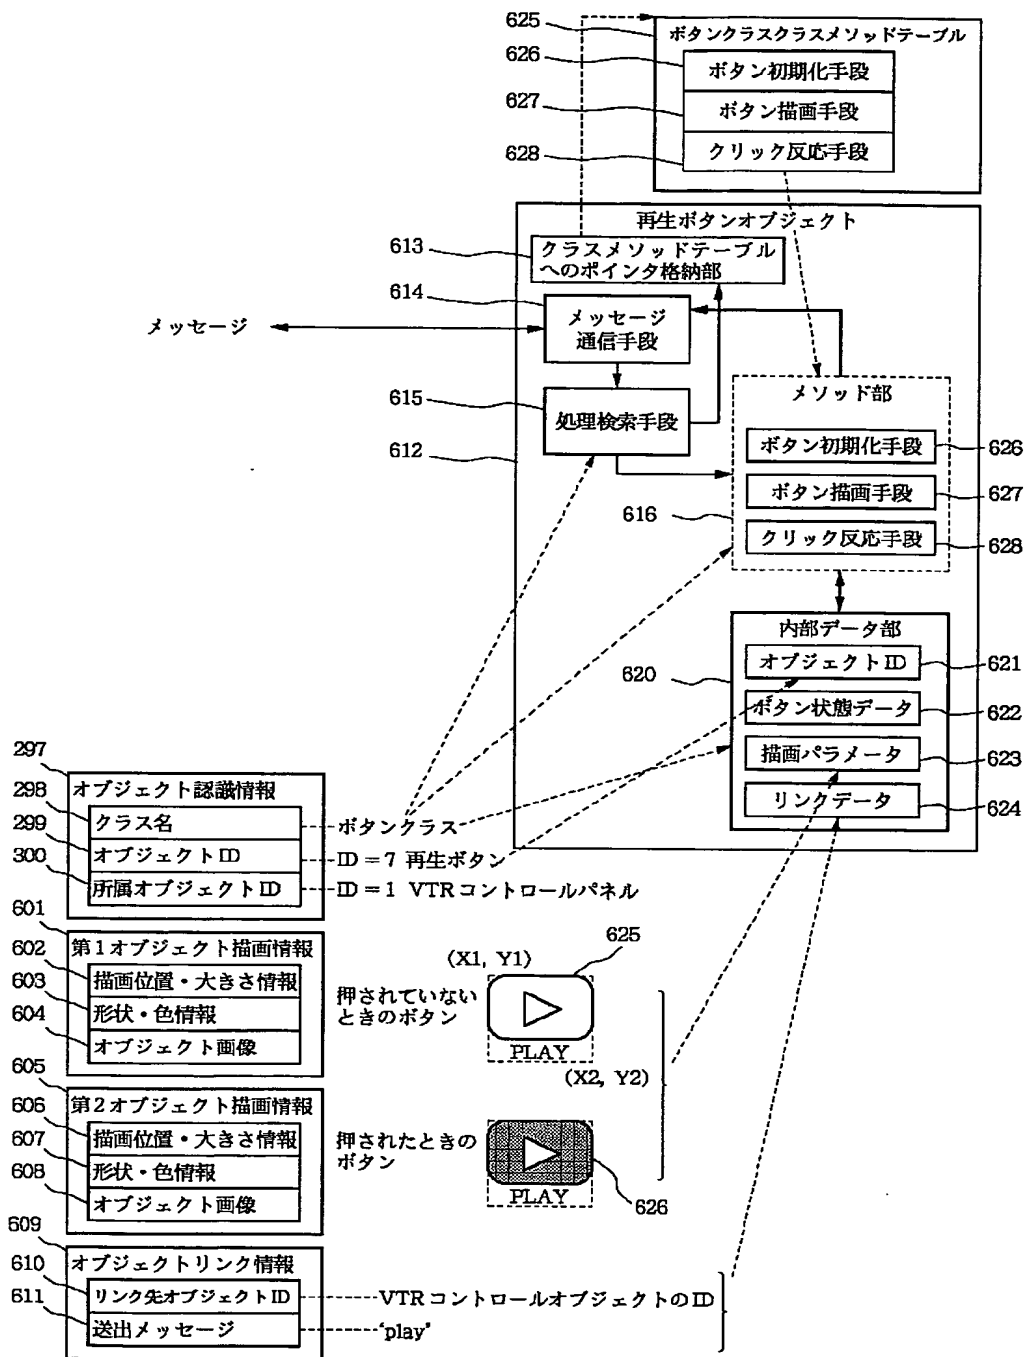 625
ボタンクラスクラスメソッドテーブル
626
ボタン初期化手段
627
ボタン描画手段
628
クリック反応手段
再生ボタンオブジェクト
613
クラスメソッドテーブル
へのポインタ格納部
614
メッセージ
メッセージ
通信手段
メソッド部
615
処理検索手段
612
ボタン初期化手段
626
ボタン描画手段
627
616
クリック反応手段
628
内部データ部
620
オブジェクトID
621
ボタン状態データ
622
描画パラメータ
623
リンクデータ
624
297
オブジェクト認識情報
298
クラス名
ボタンクラス
299
オブジェクトID
ID=7 再生ボタン
300
所属オブジェクトID
ID=1 VTRコントロールパネル
601
第1オブジェクト描画情報
602
描画位置・大きさ情報
603
形状・色情報
604
オブジェクト画像
押されていない
ときのボタン
(X1, Y1)
625
PLAY
(X2, Y2)
605
第2オブジェクト描画情報
606
描画位置・大きさ情報
607
形状・色情報
608
オブジェクト画像
押されたときの
ボタン
PLAY
626
609
オブジェクトリンク情報
610
リンク先オブジェクトID
VTRコントロールオブジェクトのID
611
送出メッセージ
'play'